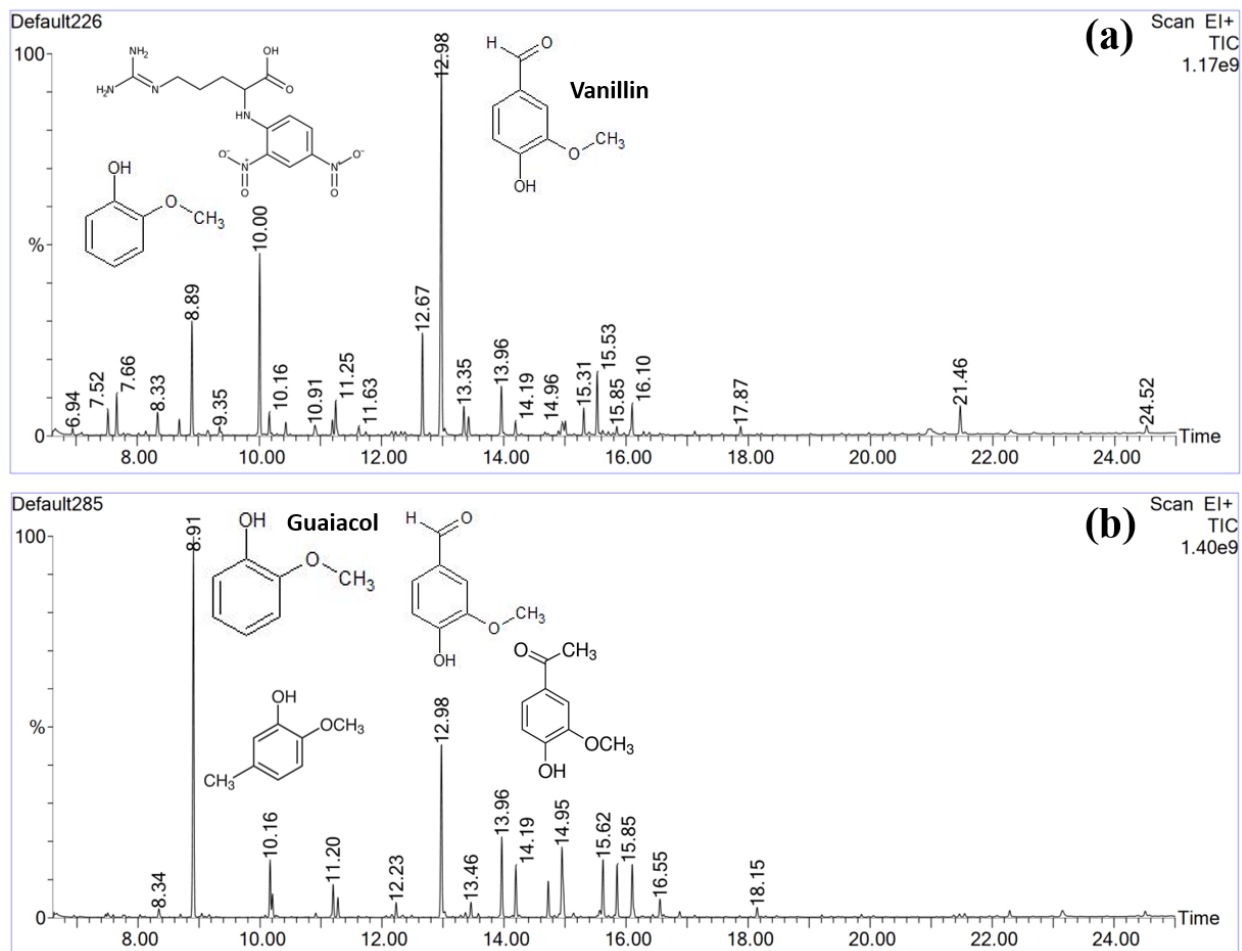 Default226
(a)
Scan EI+
TIC
1.17e9
100
%
0
NH2
H2N
N
OH
O
HN
O-
N+
O
N+
O-
O
OH
O
CH3
H
O
Vanillin
O
CH3
OH
6.94
7.52
7.66
8.33
8.89
9.35
10.00
10.16
10.91
11.25
11.63
12.67
12.98
13.35
13.96
14.19
14.96
15.31
15.53
15.85
16.10
17.87
21.46
24.52
Time
8.00 10.00 12.00 14.00 16.00 18.00 20.00 22.00 24.00
Default285
(b)
Scan EI+
TIC
1.40e9
100
%
0
OH
Guaiacol
O
CH3
H
O
O
CH3
OH
O
CH3
OCH3
OH
OH
OCH3
CH3
8.34
8.91
10.16
11.20
12.23
12.98
13.46
13.96
14.19
14.95
15.62
15.85
16.55
18.15
Time
8.00 10.00 12.00 14.00 16.00 18.00 20.00 22.00 24.00